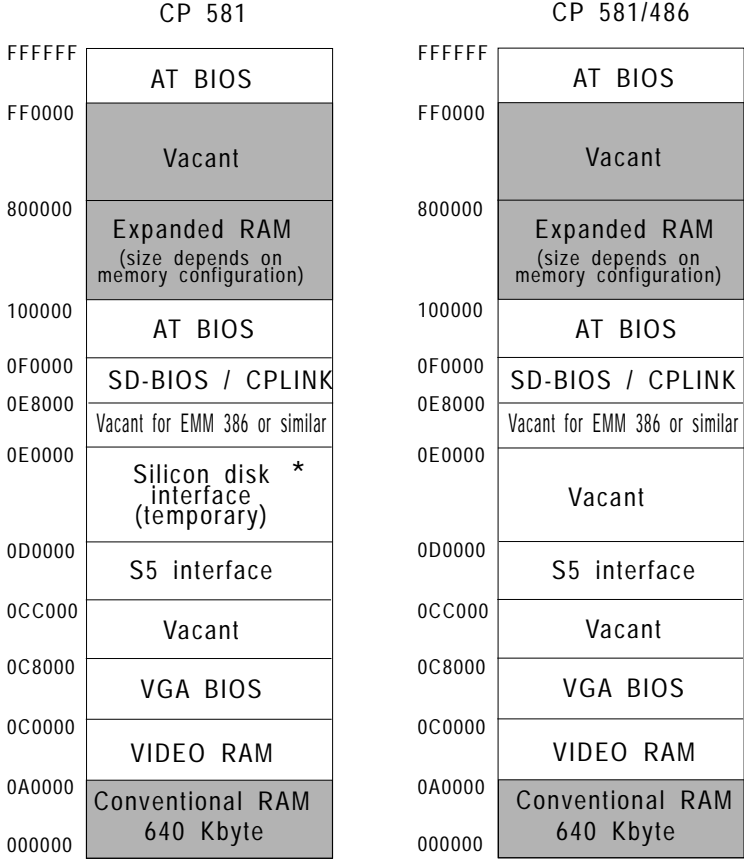 CP 581
FFFFFF
AT BIOS
FF0000
Vacant
800000
Expanded RAM
(size depends on
memory configuration)
100000
AT BIOS
0F0000
SD-BIOS / CPLINK
0E8000
Vacant for EMM 386 or similar
0E0000
Silicon disk *
interface
(temporary)
0D0000
S5 interface
0CC000
Vacant
0C8000
VGA BIOS
0C0000
VIDEO RAM
0A0000
Conventional RAM
640 Kbyte
000000
CP 581/486
FFFFFF
AT BIOS
FF0000
Vacant
800000
Expanded RAM
(size depends on
memory configuration)
100000
AT BIOS
0F0000
SD-BIOS / CPLINK
0E8000
Vacant for EMM 386 or similar
0E0000
Vacant
0D0000
S5 interface
0CC000
Vacant
0C8000
VGA BIOS
0C0000
VIDEO RAM
0A0000
Conventional RAM
640 Kbyte
000000